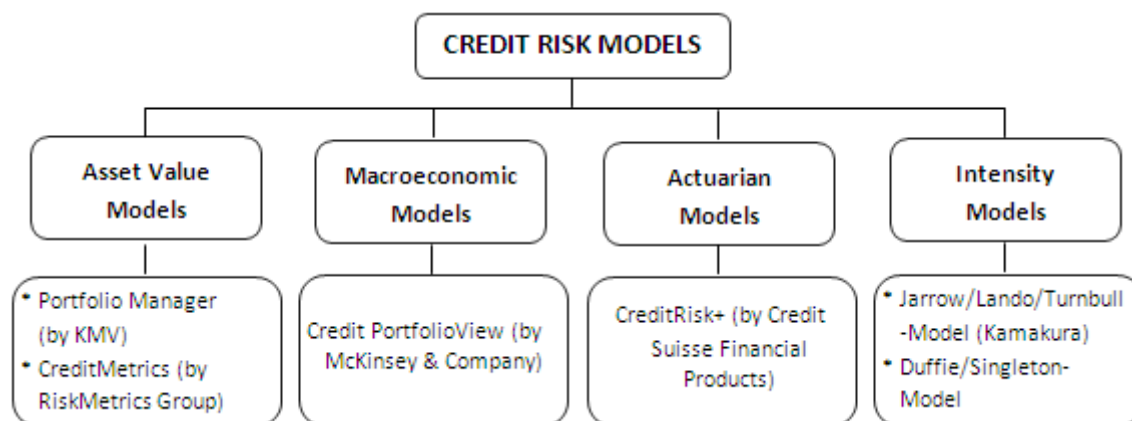 CREDIT RISK MODELS
Asset Value
Models
Macroeconomic
Models
Actuarian
Models
Intensity
Models
* Portfolio Manager
(by KMV)
* CreditMetrics (by
RiskMetrics Group)
Credit PortfolioView (by
McKinsey & Company)
CreditRisk+ (by Credit
Suisse Financial
Products)
* Jarrow/Lando/Turnbull
-Model (Kamakura)
* Duffie/Singleton-
Model